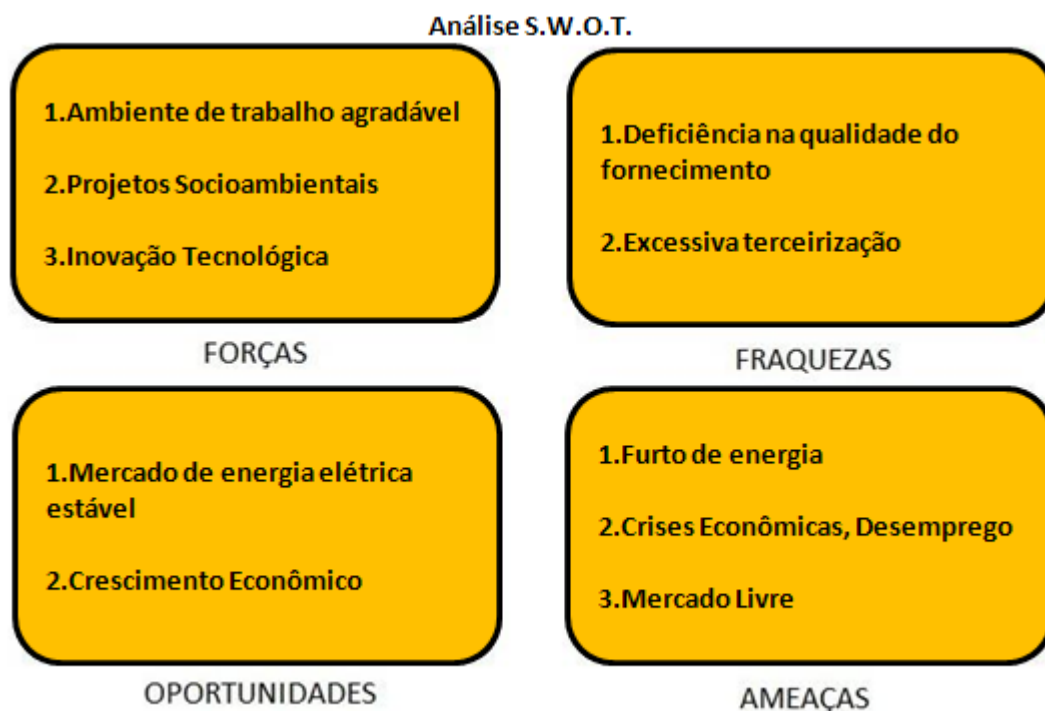 Análise S.W.O.T.
1.Ambiente de trabalho agradável
2.Projetos Socioambientais
3.Inovação Tecnológica
FORÇAS
1.Deficiência na qualidade do
fornecimento
2.Excessiva terceirização
FRAQUEZAS
1.Mercado de energia elétrica
estável
2.Crescimento Econômico
OPORTUNIDADES
1.Furto de energia
2.Crises Econômicas, Desemprego
3.Mercado Livre
AMEAÇAS